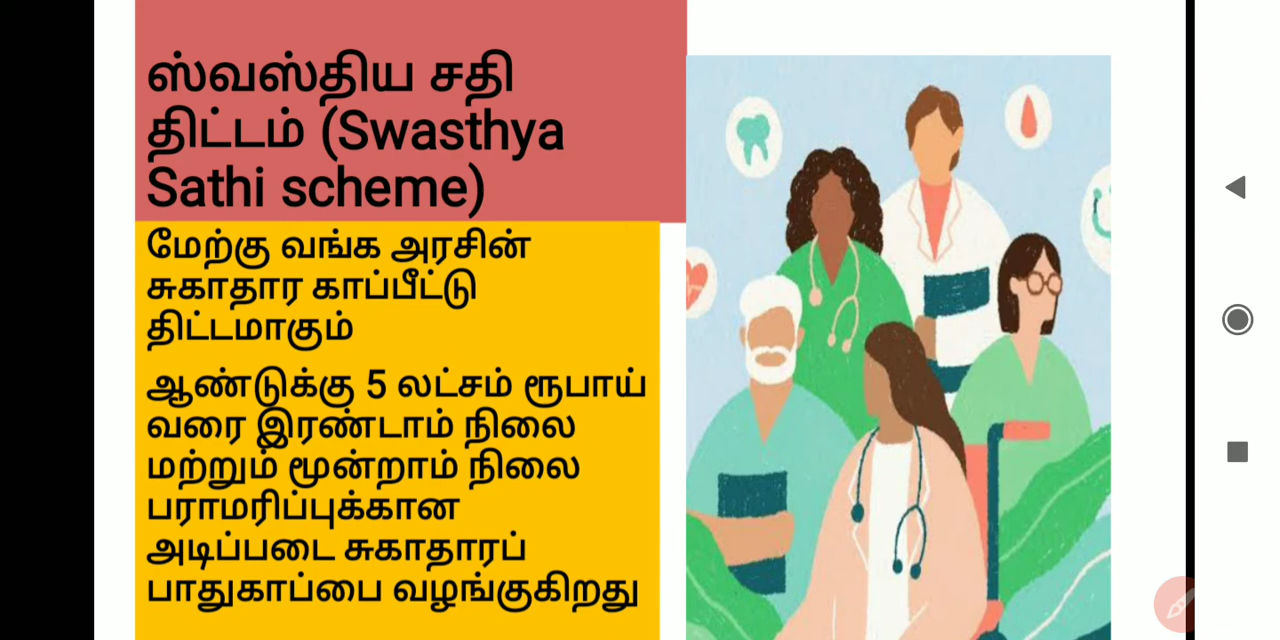 ஸ்வஸ்திய சதி
திட்டம் (Swasthya
Sathi scheme)
மேற்கு வங்க அரசின்
சுகாதார காப்பீட்டு
திட்டமாகும்
ஆண்டுக்கு 5 லட்சம் ரூபாய்
வரை இரண்டாம் நிலை
மற்றும் மூன்றாம் நிலை
பராமரிப்புக்கான
அடிப்படை சுகாதாரப்
பாதுகாப்பை வழங்குகிறது